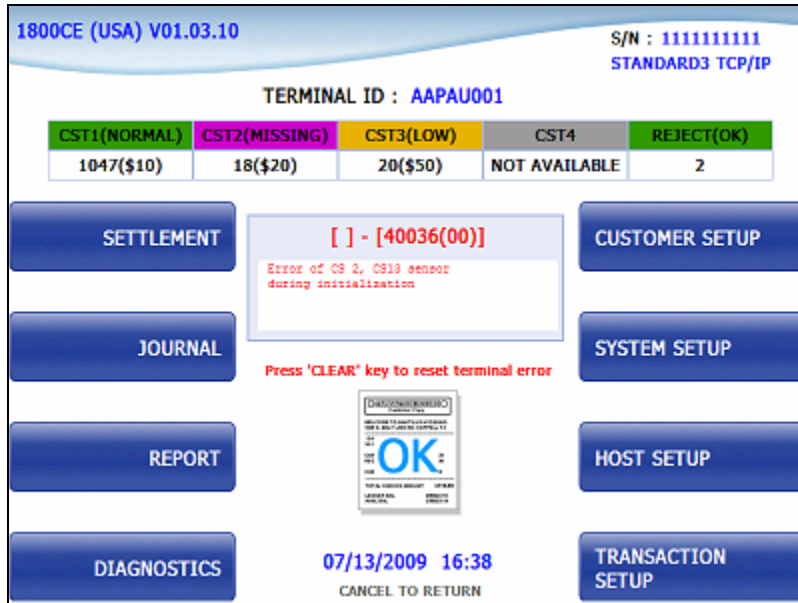 1800CE (USA) V01.03.10
S/N : 1111111111
STANDARD3 TCP/IP
TERMINAL ID : AAPAU001
CST1(NORMAL) CST2(MISSING) CST3(LOW) CST4 REJECT(OK)
1047($10) 18($20) 20($50) NOT AVAILABLE 2
SETTLEMENT
[ ] - [40036(00)]
CUSTOMER SETUP
Error of CS 2, CS13 sensor
during initialization
JOURNAL
SYSTEM SETUP
Press 'CLEAR' key to reset terminal error
OK
REPORT
HOST SETUP
DIAGNOSTICS
07/13/2009 16:38
CANCEL TO RETURN
TRANSACTION
SETUP